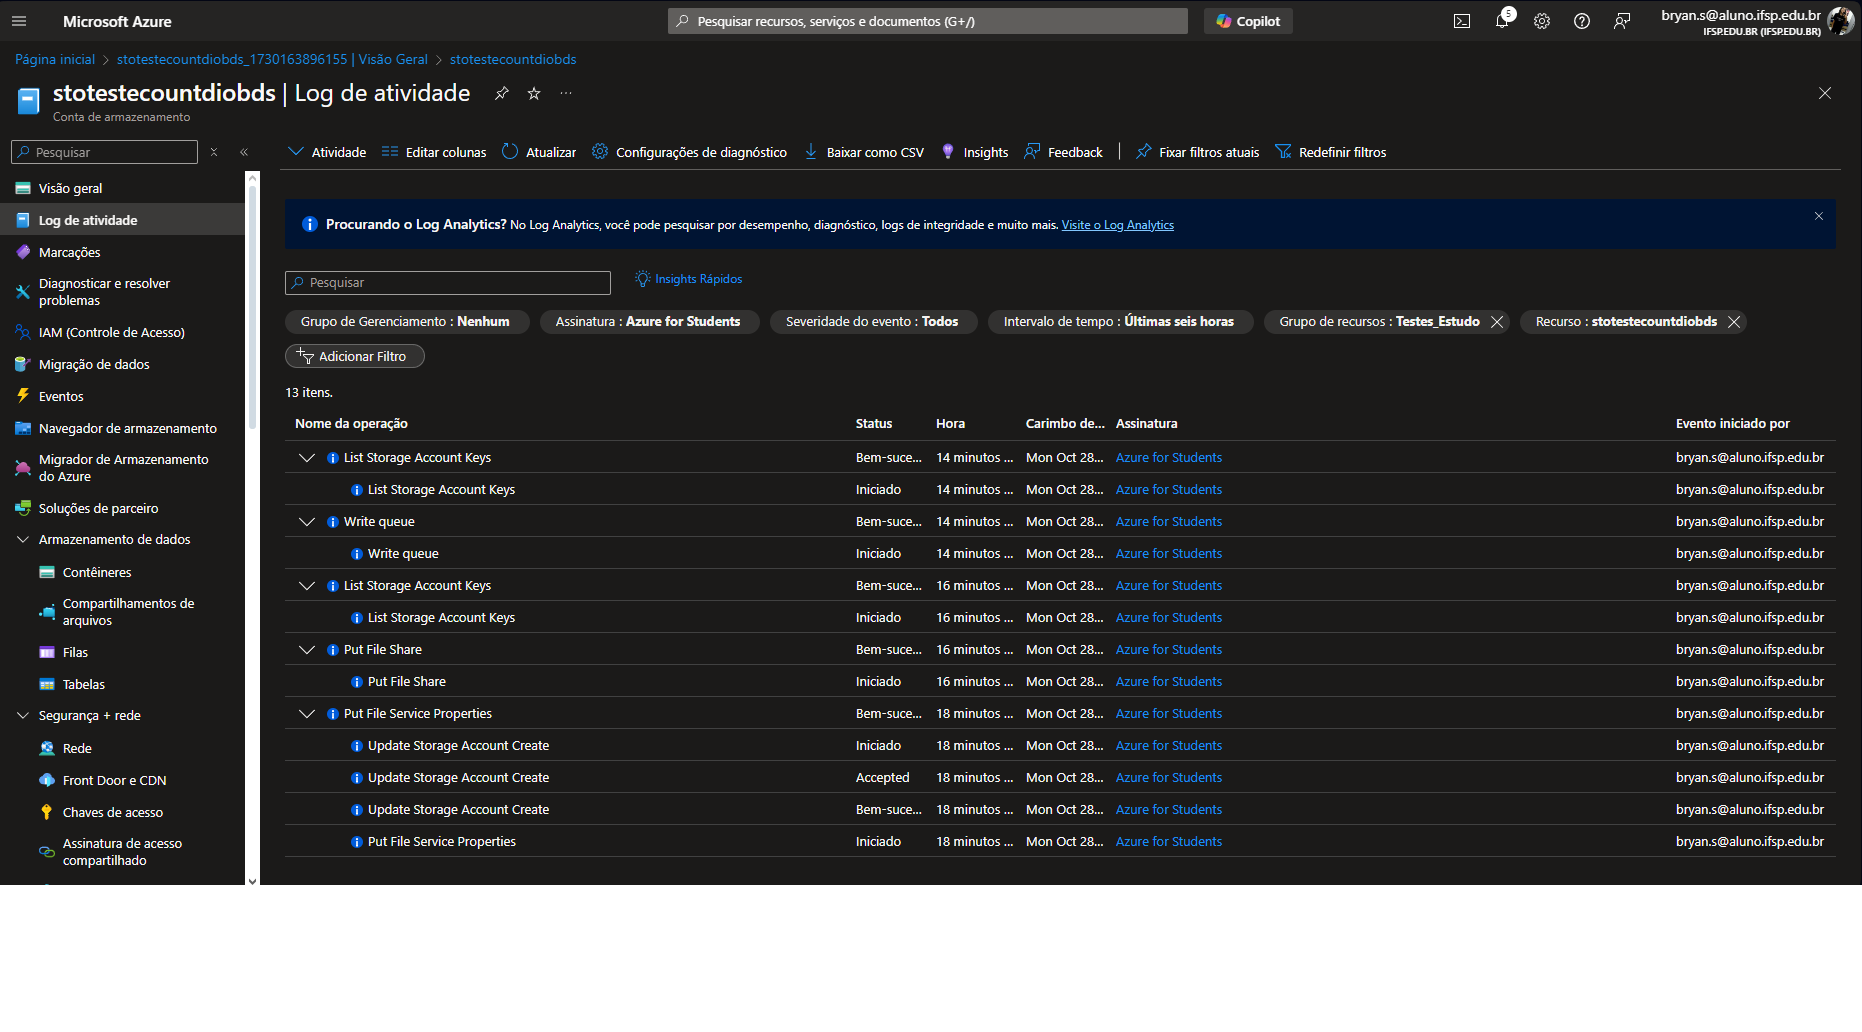 Microsoft Azure
Pesquisar recursos, serviços e documentos (G+/)
Copilot
5
bryan.s@aluno.ifsp.edu.br
IFSP.EDU.BR (IFSP.EDU.BR)
Página inicial > stotestecountdiobds_1730163896155 | Visão Geral > stotestecountdiobds
stotestecountdiobds | Log de atividade
Conta de armazenamento
Pesquisar
Visão geral
Log de atividade
Marcações
Diagnosticar e resolver
problemas
IAM (Controle de Acesso)
Migração de dados
Eventos
Navegador de armazenamento
Migrador de Armazenamento
do Azure
Soluções de parceiro
Armazenamento de dados
Contêineres
Compartilhamentos de
arquivos
Filas
Tabelas
Segurança + rede
Rede
Front Door e CDN
Chaves de acesso
Assinatura de acesso
compartilhado
Atividade Editar colunas Atualizar Configurações de diagnóstico Baixar como CSV Insights Feedback Fixar filtros atuais Redefinir filtros
Procurando o Log Analytics? No Log Analytics, você pode pesquisar por desempenho, diagnóstico, logs de integridade e muito mais. Visite o Log Analytics
Pesquisar
Insights Rápidos
Grupo de Gerenciamento : Nenhum Assinatura : Azure for Students Severidade do evento : Todos Intervalo de tempo : Últimas seis horas Grupo de recursos : Testes_Estudo Recurso : stotestecountdiobds
Adicionar Filtro
13 itens.
Nome da operação Status Hora Carimbo de... Assinatura Evento iniciado por
List Storage Account Keys Bem-suce... 14 minutos ... Mon Oct 28... Azure for Students bryan.s@aluno.ifsp.edu.br
List Storage Account Keys Iniciado 14 minutos ... Mon Oct 28... Azure for Students bryan.s@aluno.ifsp.edu.br
Write queue Bem-suce... 14 minutos ... Mon Oct 28... Azure for Students bryan.s@aluno.ifsp.edu.br
Write queue Iniciado 14 minutos ... Mon Oct 28... Azure for Students bryan.s@aluno.ifsp.edu.br
List Storage Account Keys Bem-suce... 16 minutos ... Mon Oct 28... Azure for Students bryan.s@aluno.ifsp.edu.br
List Storage Account Keys Iniciado 16 minutos ... Mon Oct 28... Azure for Students bryan.s@aluno.ifsp.edu.br
Put File Share Bem-suce... 16 minutos ... Mon Oct 28... Azure for Students bryan.s@aluno.ifsp.edu.br
Put File Share Iniciado 16 minutos ... Mon Oct 28... Azure for Students bryan.s@aluno.ifsp.edu.br
Put File Service Properties Bem-suce... 18 minutos ... Mon Oct 28... Azure for Students bryan.s@aluno.ifsp.edu.br
Update Storage Account Create Iniciado 18 minutos ... Mon Oct 28... Azure for Students bryan.s@aluno.ifsp.edu.br
Update Storage Account Create Accepted 18 minutos ... Mon Oct 28... Azure for Students bryan.s@aluno.ifsp.edu.br
Update Storage Account Create Bem-suce... 18 minutos ... Mon Oct 28... Azure for Students bryan.s@aluno.ifsp.edu.br
Put File Service Properties Iniciado 18 minutos ... Mon Oct 28... Azure for Students bryan.s@aluno.ifsp.edu.br